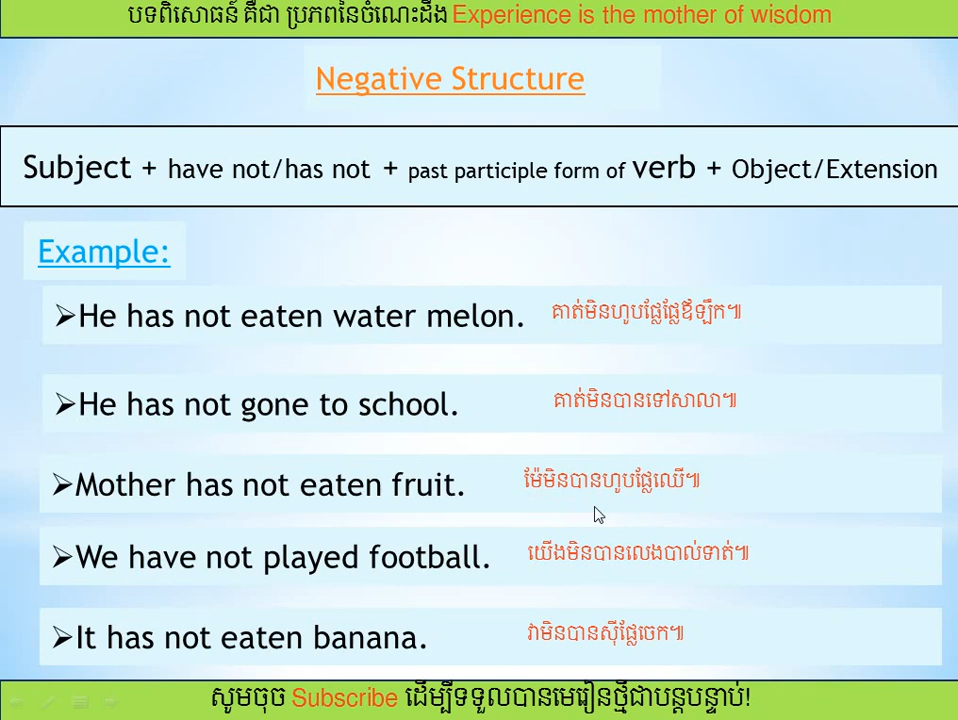 បទពិសោធន៍ គឺជា ប្រភពនៃចំណេះដឹង Experience is the mother of wisdom
Negative Structure
Subject + have not/has not + past participle form of verb + Object/Extension
Example:
➢He has not eaten water melon. គាត់មិនហូបផ្លែផ្លែឪឡឹក៕
➢He has not gone to school. គាត់មិនបានទៅសាលា៕
➢Mother has not eaten fruit. ម៉ែមិនបានហូបផ្លែឈើ៕
➢We have not played football. យើងមិនបានលេងបាល់ទាត់៕
➢It has not eaten banana. វាមិនបានស៊ីផ្លែចេក៕
សូមចុច Subscribe ដើម្បីទទួលបានមេរៀនថ្មីជាបន្តបន្ទាប់!